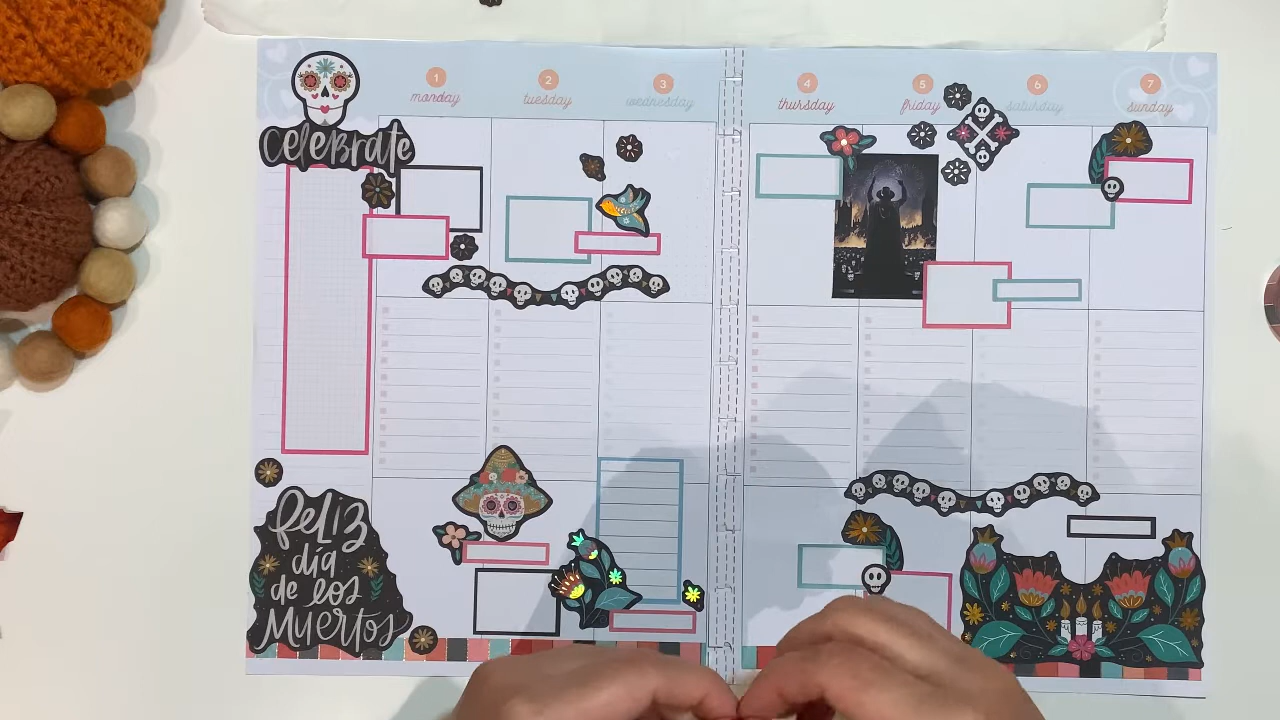 1 2 3 4 5 6 7
monday tuesday wednesday thursday friday saturday sunday
celebrate
feliz
día
de los
Muertos